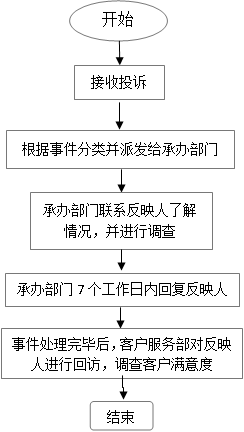 开始
接收投诉
根据事件分类并派发给承办部门
承办部门联系反映人了解
情况，并进行调查
承办部门 7 个工作日内回复反映人
事件处理完毕后，客户服务部对反映
人进行回访，调查客户满意度
结束